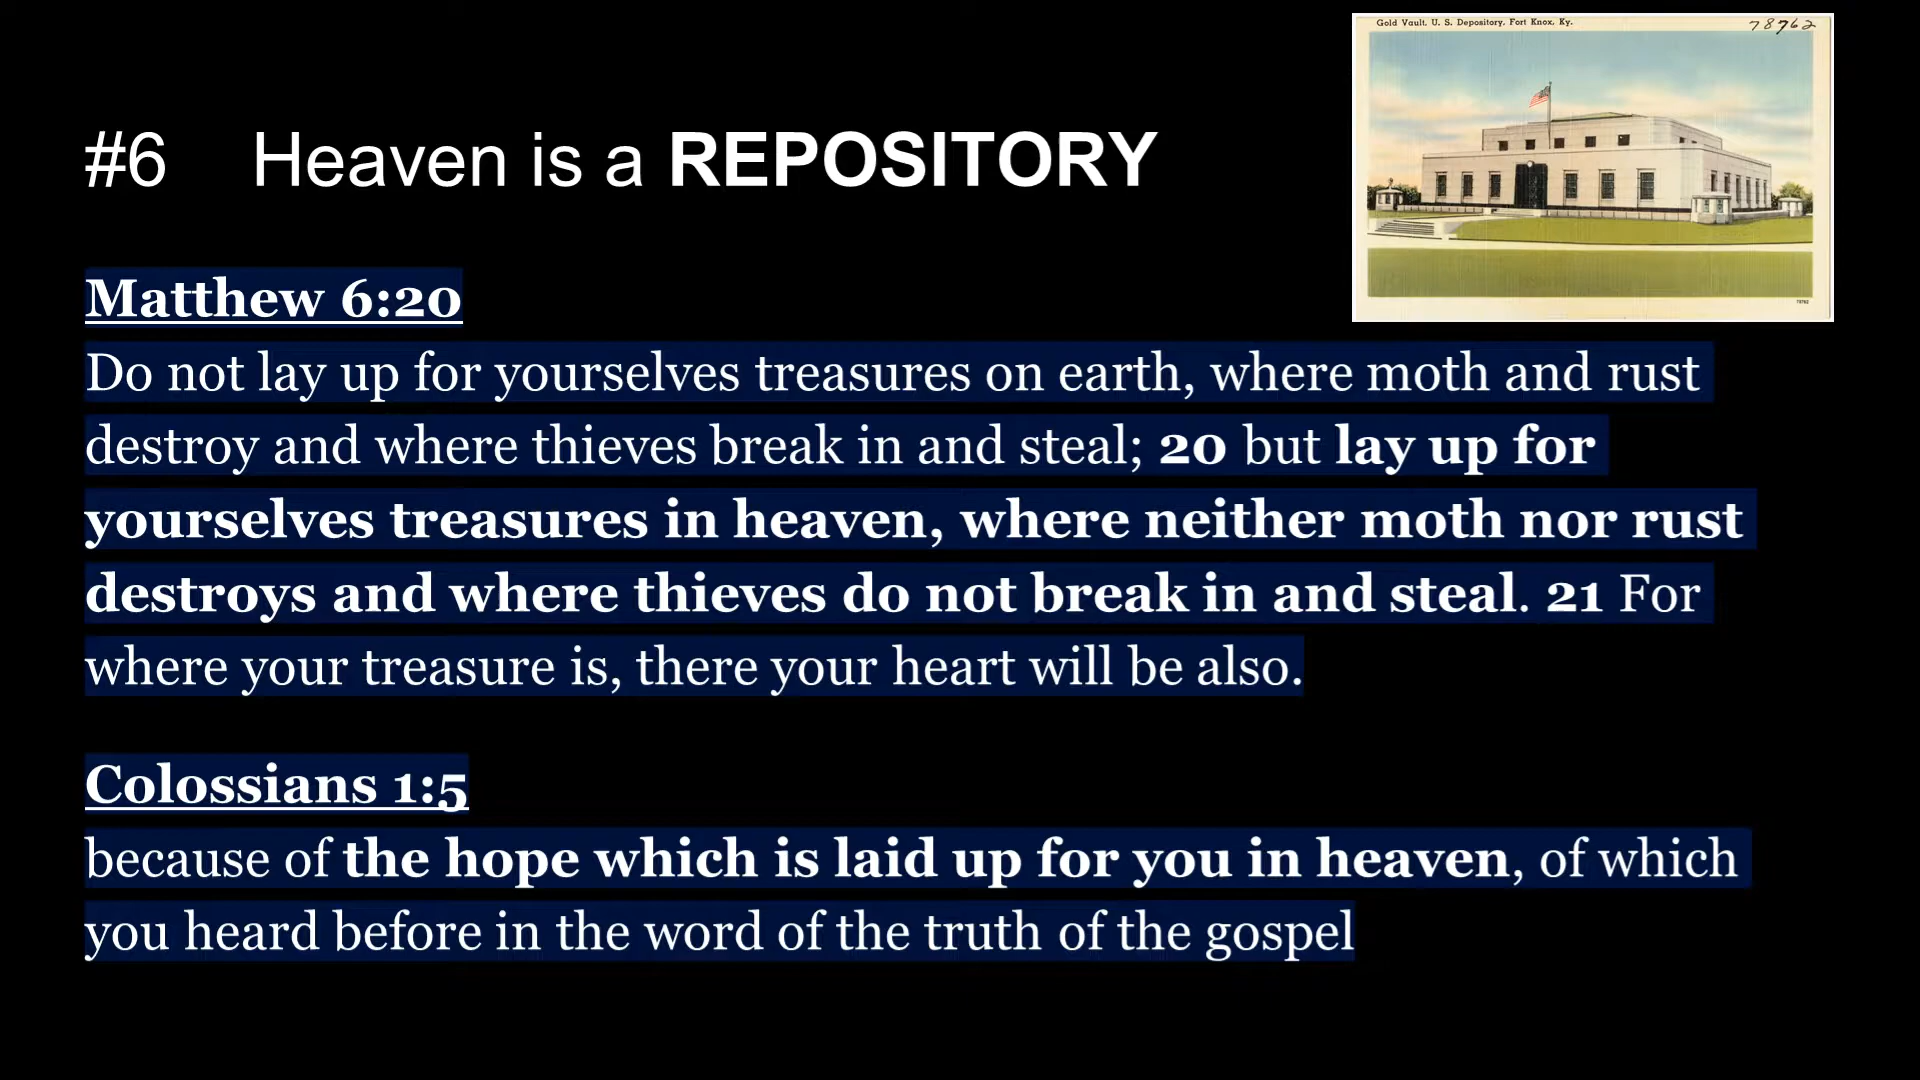 Gold Vault, U. S. Depository, Fort Knox, Ky.
78762
#6 Heaven is a REPOSITORY
Matthew 6:20
Do not lay up for yourselves treasures on earth, where moth and rust
destroy and where thieves break in and steal; 20 but lay up for
yourselves treasures in heaven, where neither moth nor rust
destroys and where thieves do not break in and steal. 21 For
where your treasure is, there your heart will be also.
Colossians 1:5
because of the hope which is laid up for you in heaven, of which
you heard before in the word of the truth of the gospel